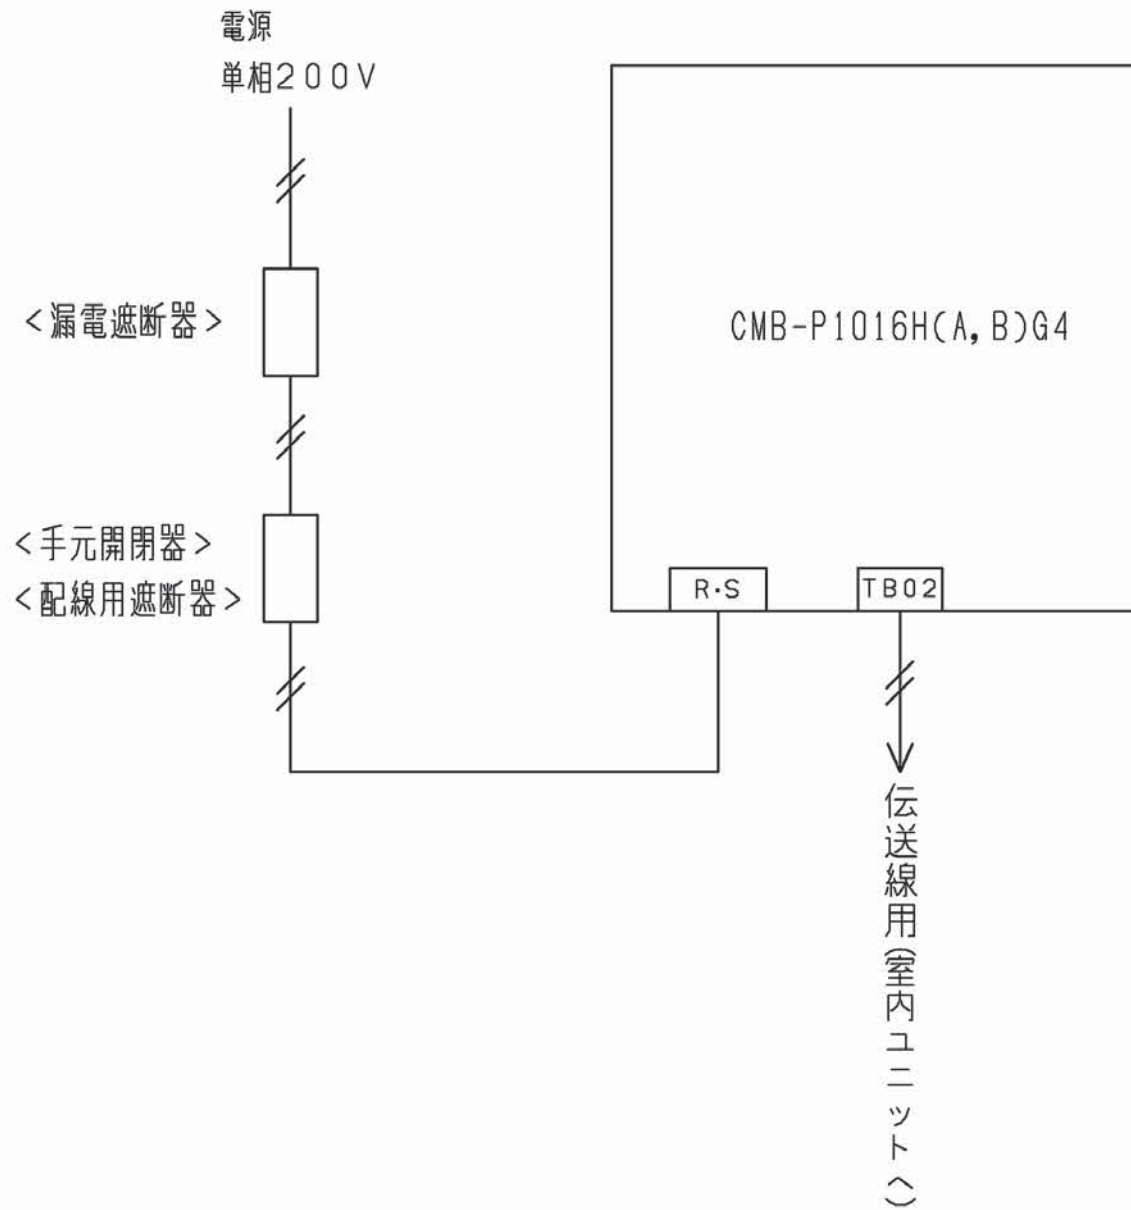 電源
単相200V
<漏電遮断器>
CMB-P1016H(A,B)G4
<手元開閉器>
<配線用遮断器>
R・S
TB02
伝送線用(室内ユニットへ)